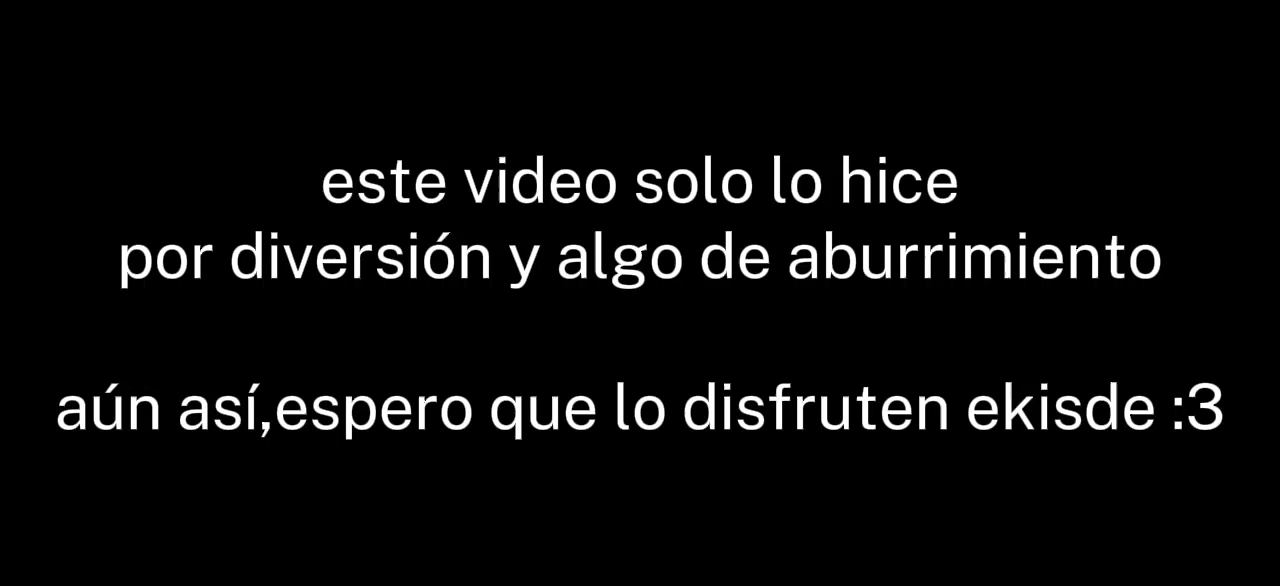 este video solo lo hice
por diversión y algo de aburrimiento
aún así,espero que lo disfruten ekisde :3